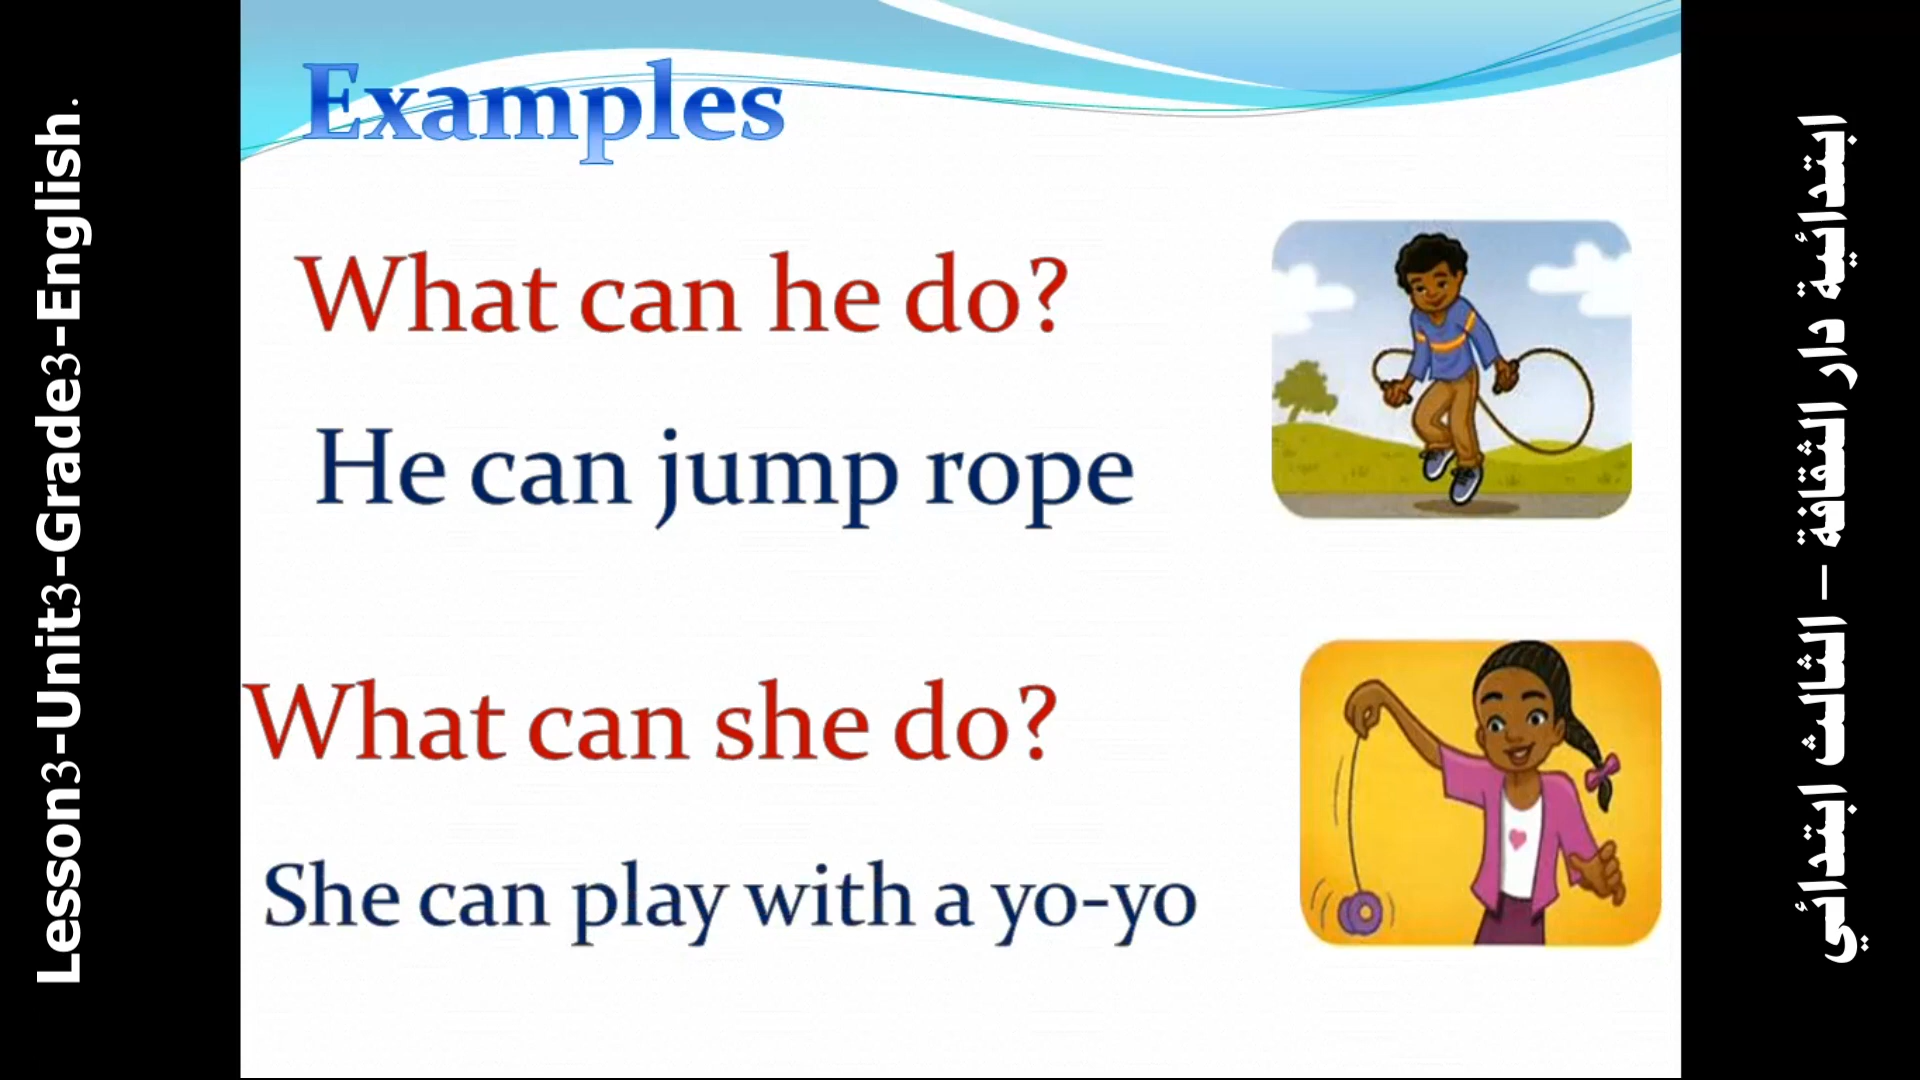 Lesson3-Unit3-Grade3-English.
Examples
What can he do?
He can jump rope
What can she do?
She can play with a yo-yo
ابتدائية دار الثقافة – الثالث ابتدائي